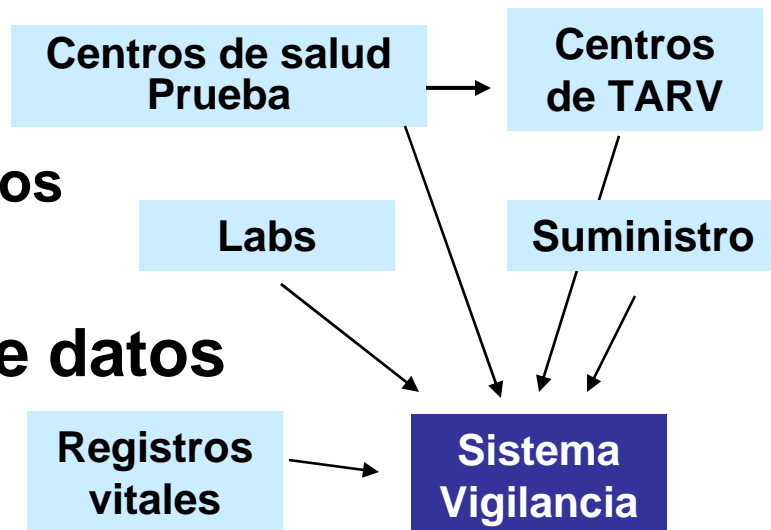 Centros de salud
Prueba
Centros
de TARV
os
Labs
Suministro
e datos
Registros
vitales
Sistema
Vigilancia